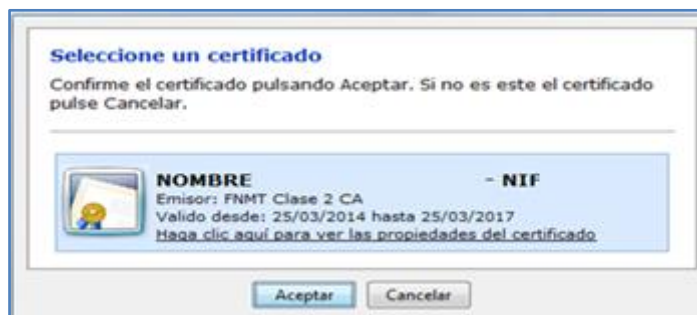 Seleccione un certificado
Confirme el certificado pulsando Aceptar. Si no es este el certificado
pulse Cancelar.
NOMBRE - NIF
Emisor: FNMT Clase 2 CA
Valido desde: 25/03/2014 hasta 25/03/2017
Haga clic aquí para ver las propiedades del certificado
Aceptar Cancelar